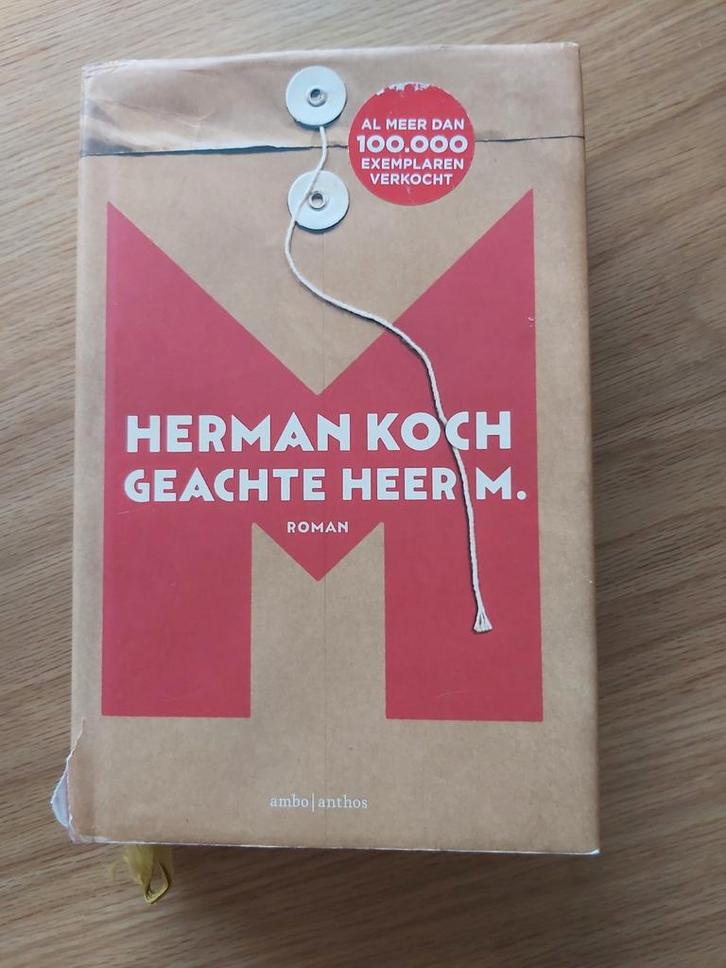 AL MEER DAN
100.000
EXEMPLAREN
VERKOCHT
HERMAN KOCH
GEACHTE HEER M.
ROMAN
ambo|anthos